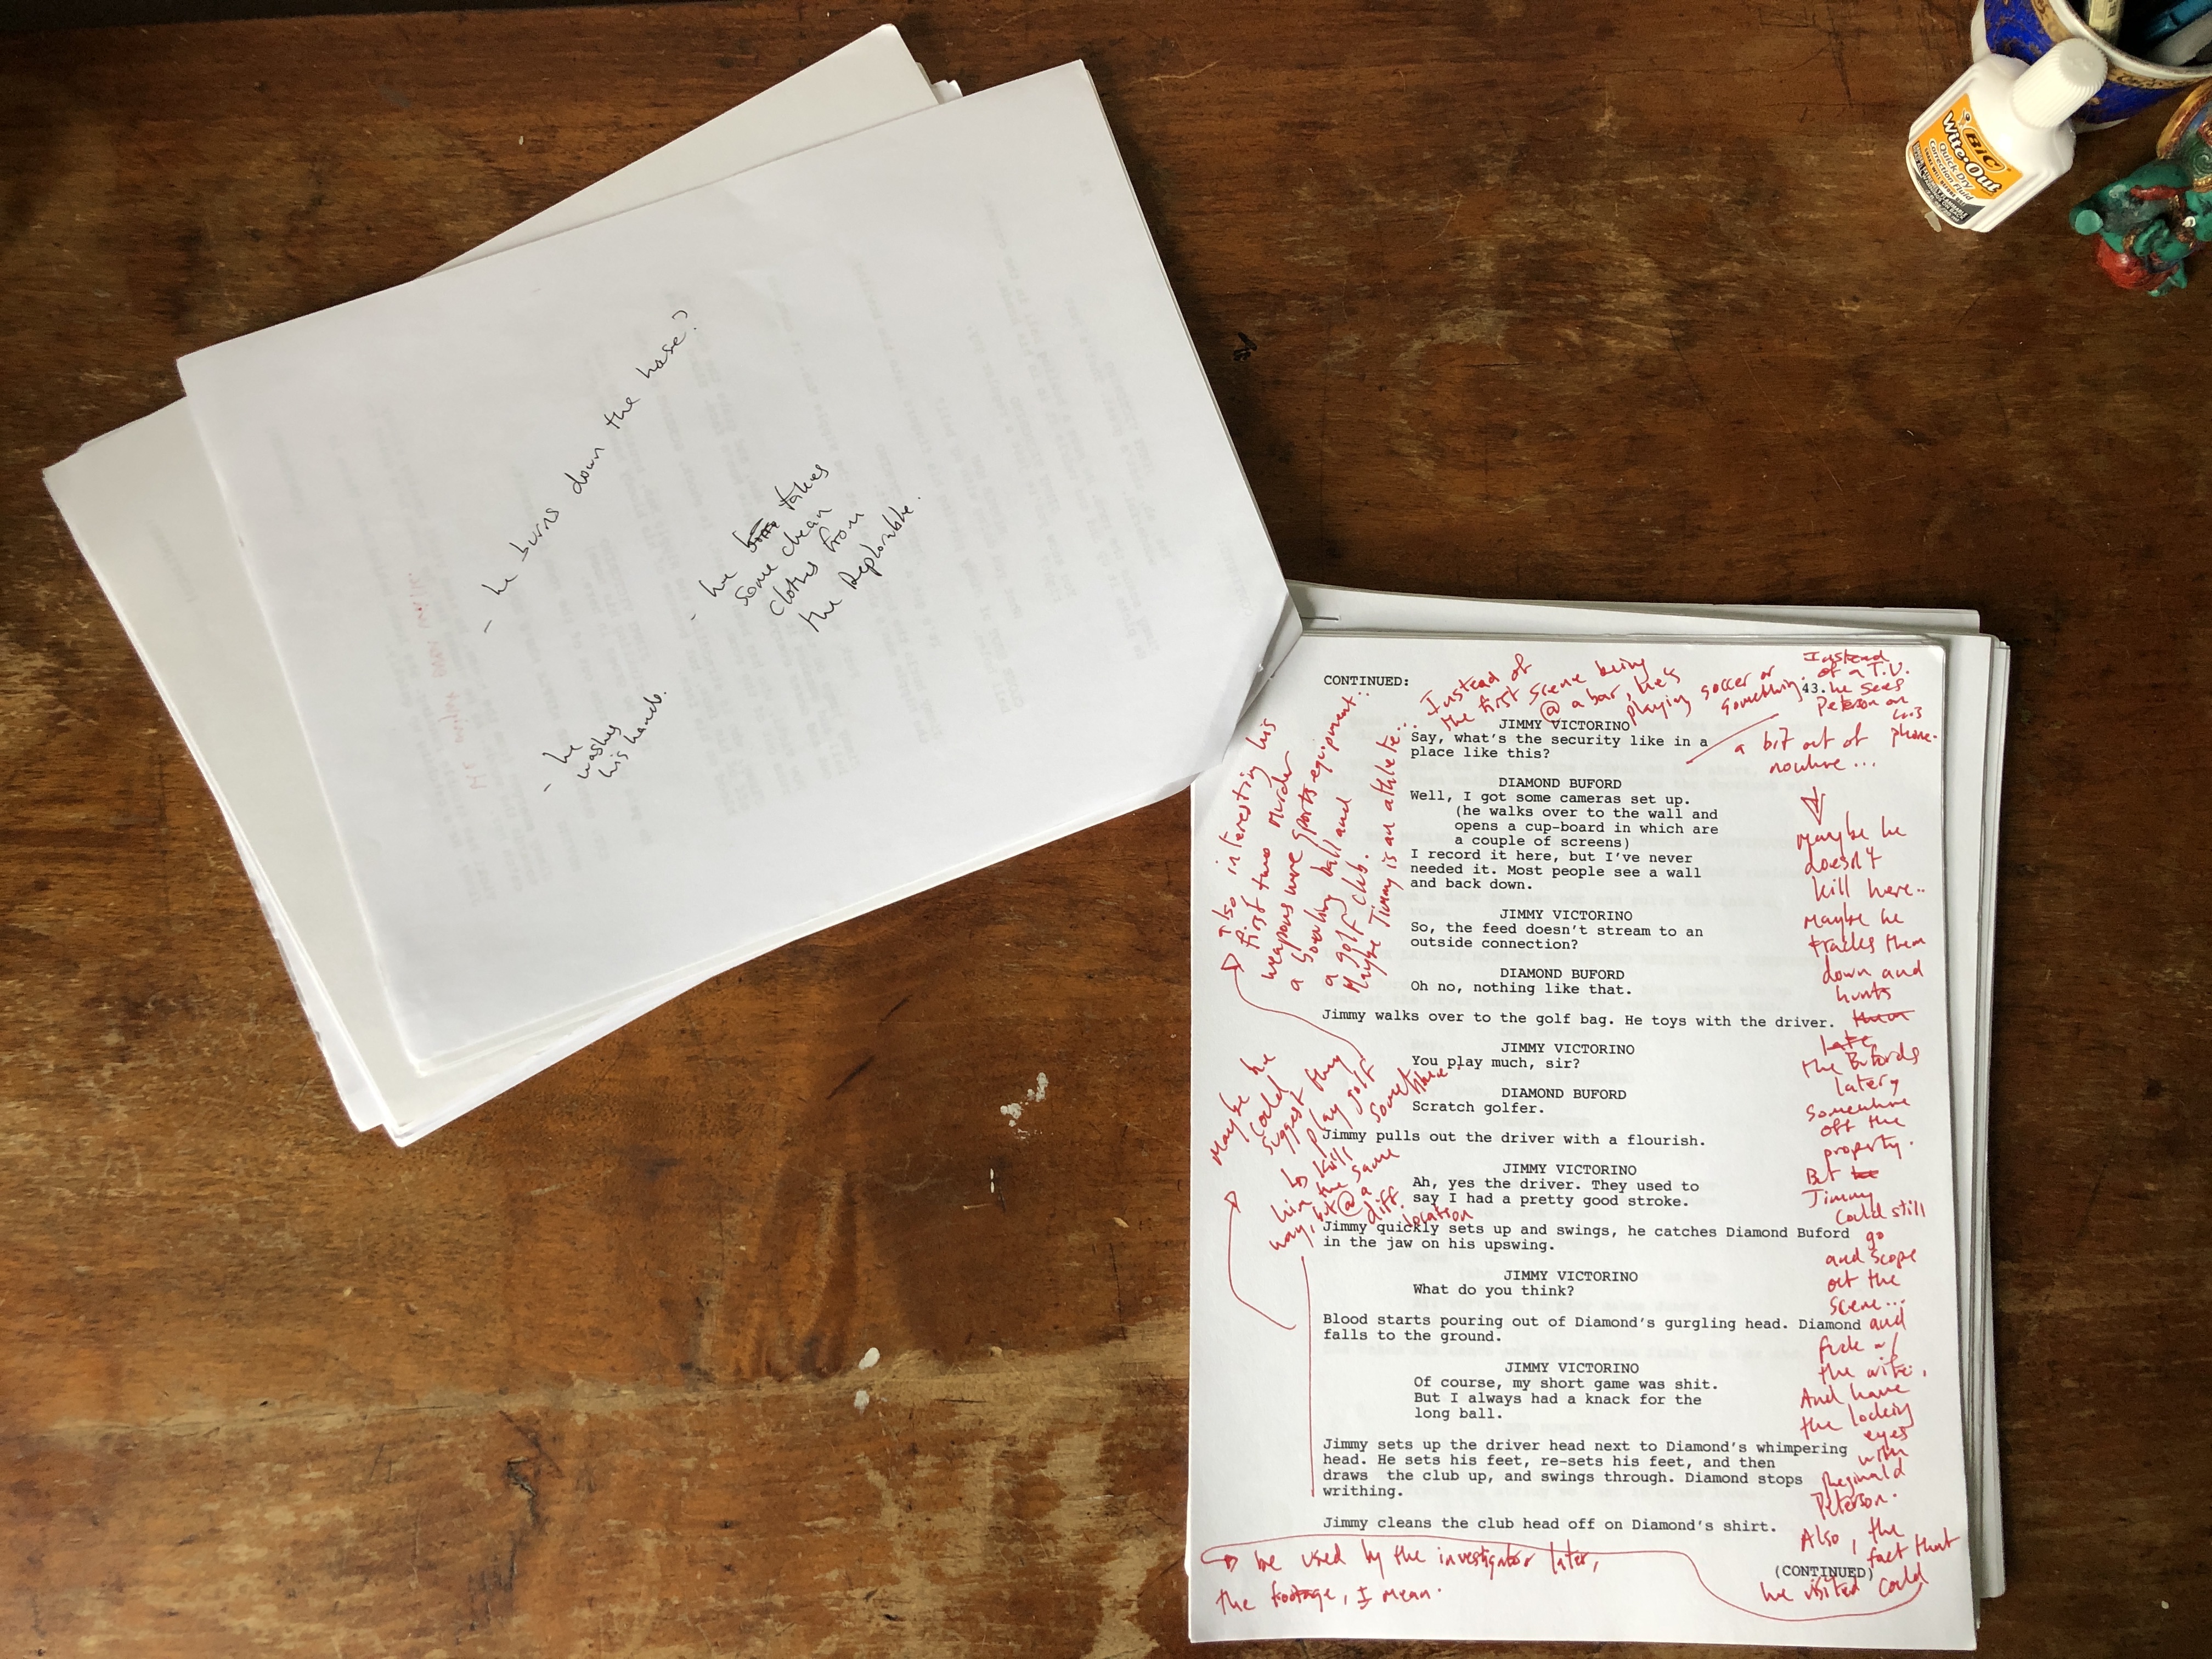 - he burns down the house?
- he takes
some clean
clothes from
the Deplorable.
- he
washes
his hands.
BiC
Wite·Out
Quick Dry
Correction Fluid
CONTINUED:
43.
JIMMY VICTORINO
Say, what's the security like in a
place like this?
DIAMOND BUFORD
Well, I got some cameras set up.
(he walks over to the wall and
opens a cup-board in which are
a couple of screens)
I record it here, but I've never
needed it. Most people see a wall
and back down.
JIMMY VICTORINO
So, the feed doesn't stream to an
outside connection?
DIAMOND BUFORD
Oh no, nothing like that.
Jimmy walks over to the golf bag. He toys with the driver.
JIMMY VICTORINO
You play much, sir?
DIAMOND BUFORD
Scratch golfer.
Jimmy pulls out the driver with a flourish.
JIMMY VICTORINO
Ah, yes the driver. They used to
say I had a pretty good stroke.
Jimmy quickly sets up and swings, he catches Diamond Buford
in the jaw on his upswing.
JIMMY VICTORINO
What do you think?
Blood starts pouring out of Diamond's gurgling head. Diamond
falls to the ground.
JIMMY VICTORINO
Of course, my short game was shit.
But I always had a knack for the
long ball.
Jimmy sets up the driver head next to Diamond's whimpering
head. He sets his feet, re-sets his feet, and then
draws  the club up, and swings through. Diamond stops
writhing.
Jimmy cleans the club head off on Diamond's shirt.
(CONTINUED)
Instead of
the first scene being
@ a bar, he's
playing soccer or
something.
Instead
of a T.V.
he sees
Peterson on
his
phone.
a bit out of
nowhere...
Maybe he
doesn't
kill here..
Maybe he
tracks them
down and
hunts
them
late
the Bufords
later,
somewhere
off the
property.
But he
Jimmy
could still
go
and scope
out the
scene...
and
fuck w/
the wife.
And have
the locking
eyes
with
Reginald
Peterson.
Also, the
fact that
he visited could
be used by the investigator later,
the footage, I mean.
Also interesting his
first two murder
weapons were sports equipment..
a bowling ball and
a golf club.
Maybe Jimmy is an athlete...
Maybe he
could
suggest they
play golf
somewhere
to kill
him the same
way, but @ a
diff.
location